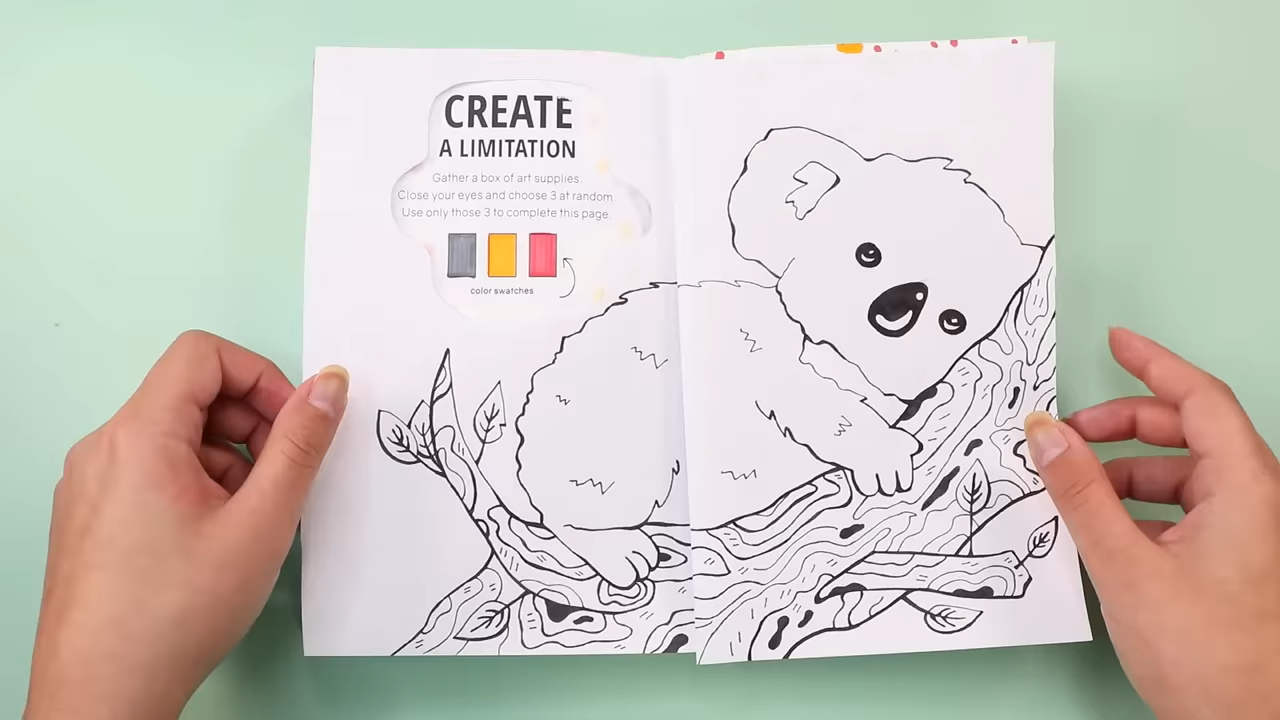 CREATE
A LIMITATION
Gather a box of art supplies.
Close your eyes and choose 3 at random.
Use only those 3 to complete this page.
color swatches